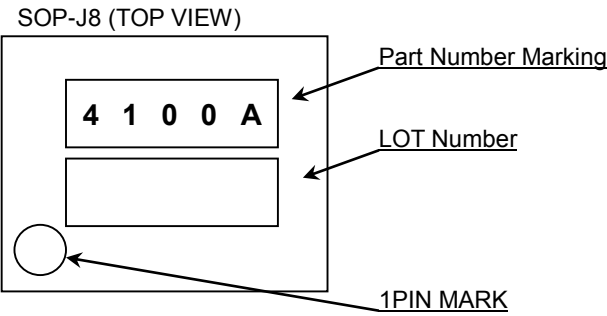 SOP-J8 (TOP VIEW)
Part Number Marking
4 1 0 0 A
LOT Number
1PIN MARK